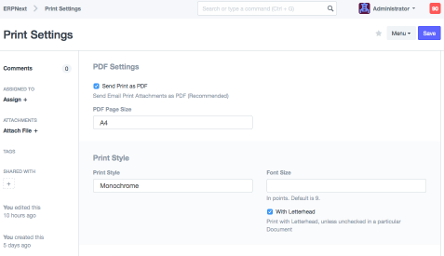 ERPNext > Print Settings
Search or type a command (Ctrl + G)
Administrator
Print Settings
Menu
Save
Comments 0
ASSIGNED TO
Assign +
ATTACHMENTS
Attach File +
TAGS
SHARED WITH
+
You edited this
10 hours ago
You created this
5 days ago
PDF Settings
Send Print as PDF
Send Email Print Attachments as PDF (Recommended)
PDF Page Size
A4
Print Style
Print Style
Monochrome
Font Size
In points. Default is 9.
With Letterhead
Print with Letterhead, unless unchecked in a particular
Document